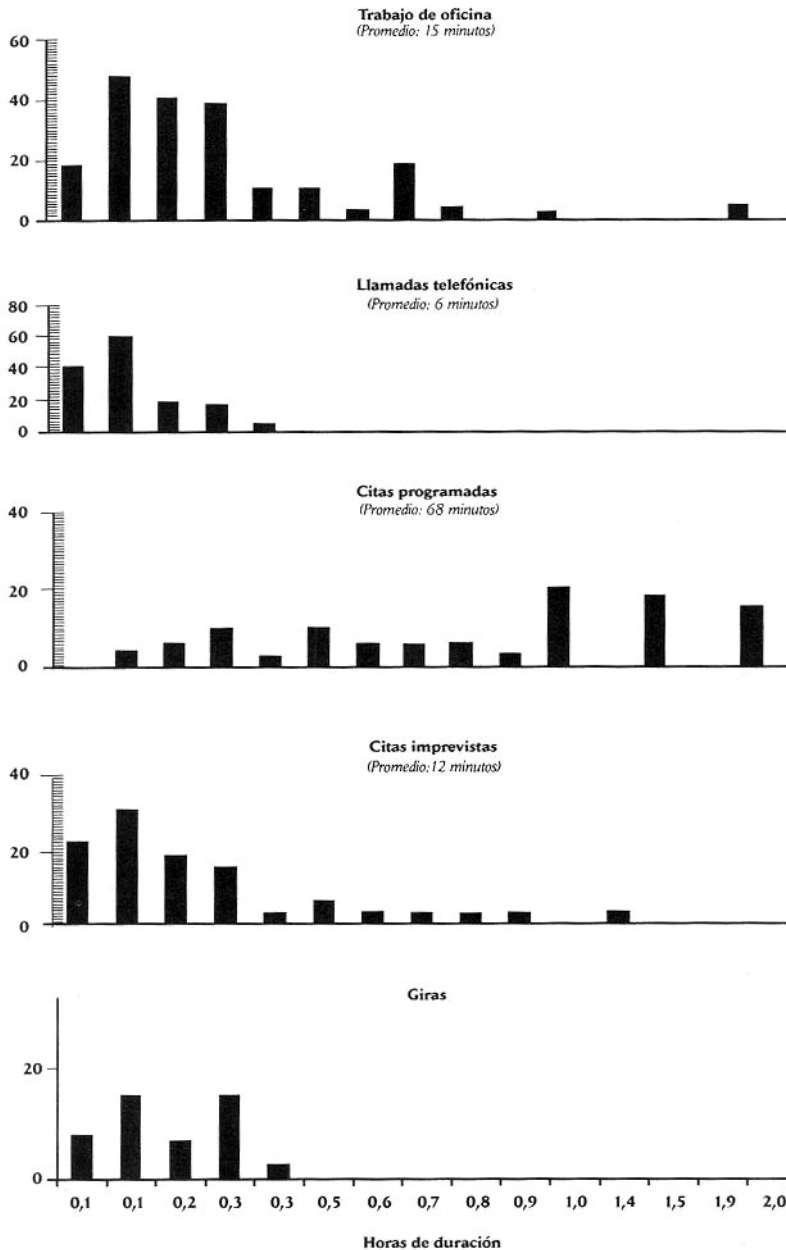 Trabajo de oficina
(Promedio: 15 minutos)
60
40
20
0
Llamadas telefónicas
(Promedio: 6 minutos)
80
60
40
20
0
Citas programadas
(Promedio: 68 minutos)
40
20
0
Citas imprevistas
(Promedio: 12 minutos)
40
20
0
Giras
20
0
0,1 0,1 0,2 0,3 0,3 0,5 0,6 0,7 0,8 0,9 1,0 1,4 1,5 1,9 2,0
Horas de duración